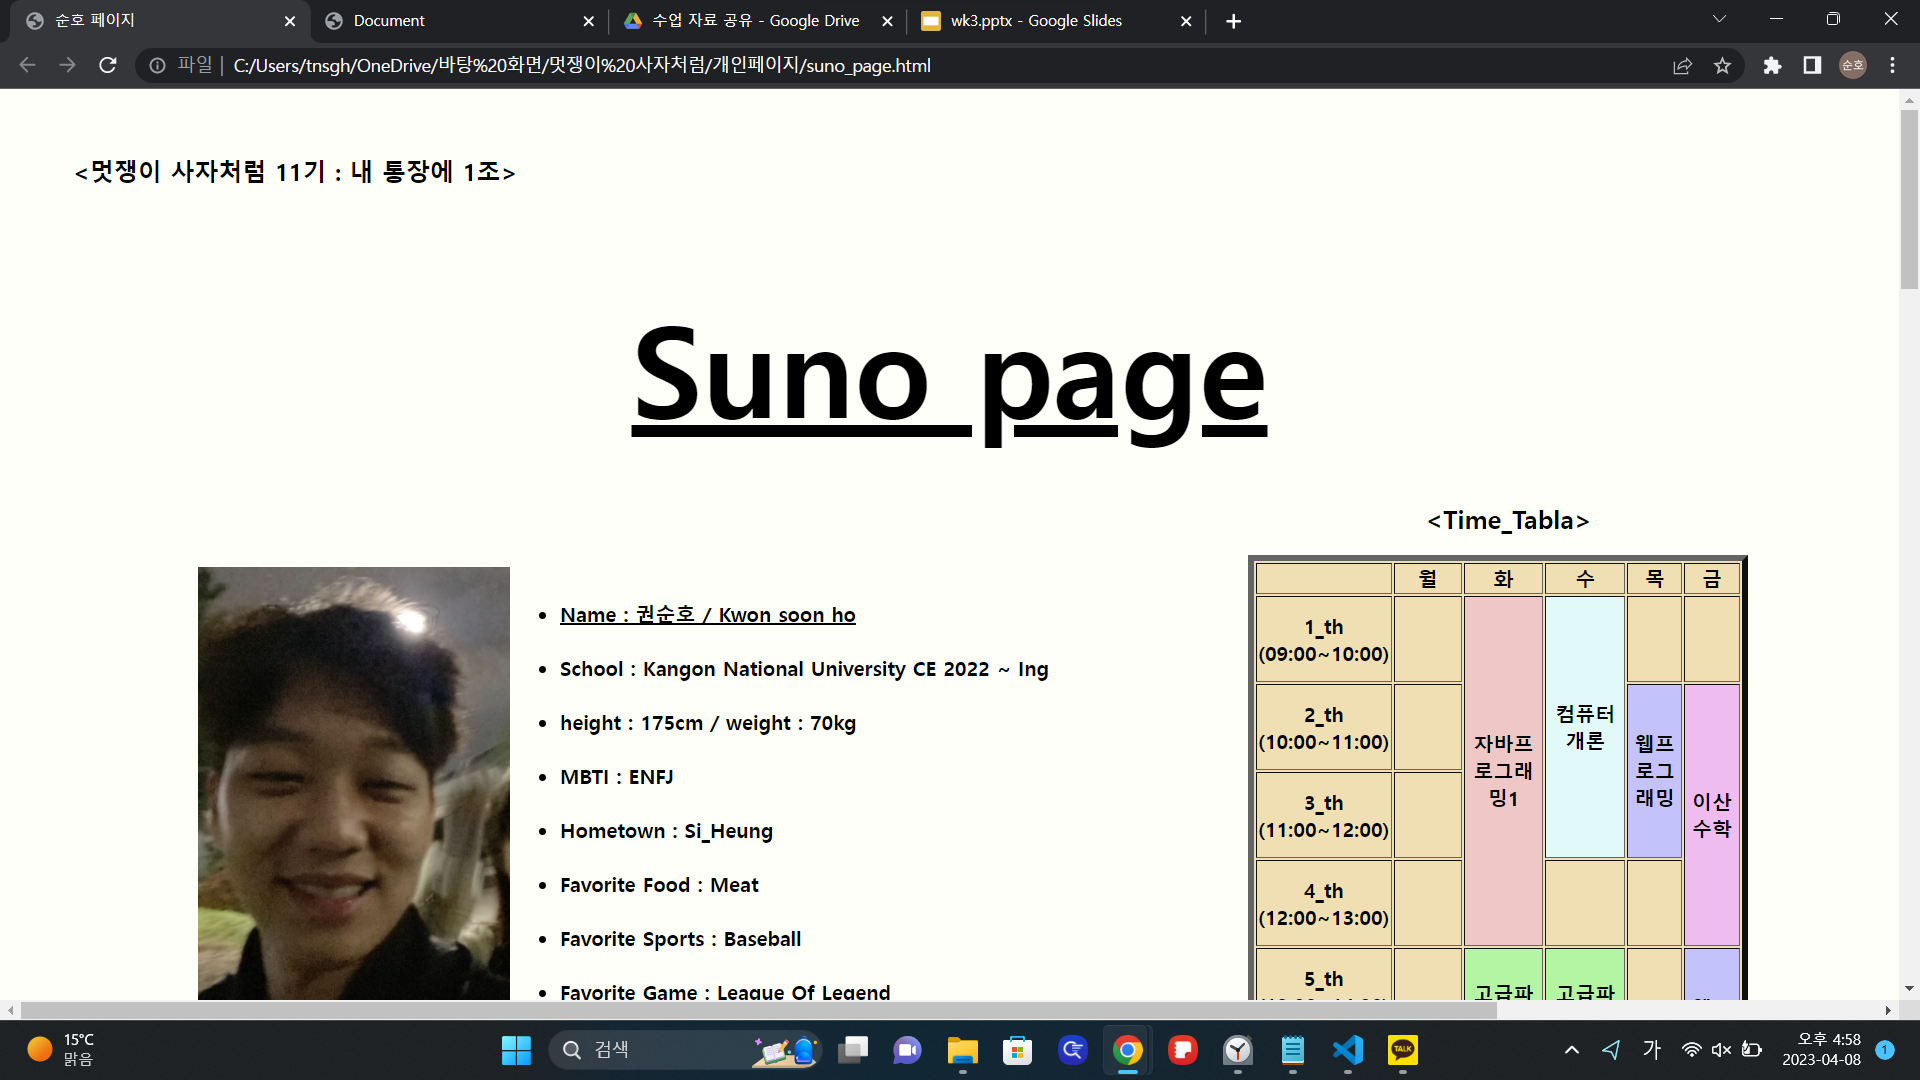 순호 페이지
Document
수업 자료 공유 - Google Drive
wk3.pptx - Google Slides
파일
C:/Users/tnsgh/OneDrive/바탕%20화면/멋쟁이%20사자처럼/개인페이지/suno_page.html
순호
<멋쟁이 사자처럼 11기 : 내 통장에 1조>
Suno page
Name : 권순호 / Kwon soon ho
School : Kangon National University CE 2022 ~ Ing
height : 175cm / weight : 70kg
MBTI : ENFJ
Hometown : Si_Heung
Favorite Food : Meat
Favorite Sports : Baseball
Favorite Game : League Of Legend
<Time_Tabla>
월 화 수 목 금
1_th
(09:00~10:00)
2_th
(10:00~11:00)
3_th
(11:00~12:00)
4_th
(12:00~13:00)
5_th
자바프
로그래
밍1
컴퓨터
개론
웹프
로그
래밍
이산
수학
고급파
고급파
15°C
맑음
검색
TALK
가
오후 4:58
2023-04-08
1